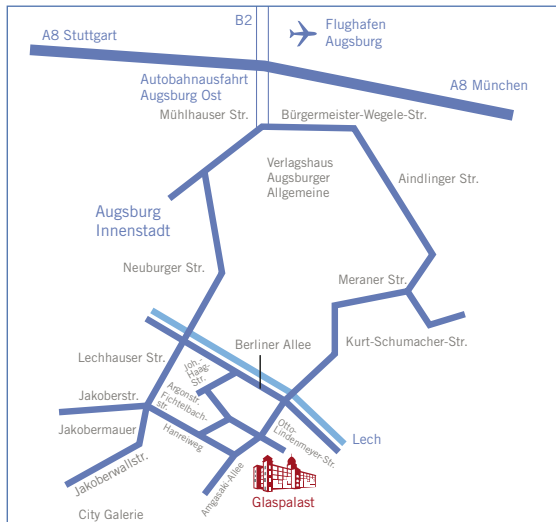 B2
A8 Stuttgart
Flughafen
Augsburg
Autobahnausfahrt
Augsburg Ost
A8 München
Mühlhauser Str.
Bürgermeister-Wegele-Str.
Verlagshaus
Augsburger
Allgemeine
Aindlinger Str.
Augsburg
Innenstadt
Neuburger Str.
Meraner Str.
Berliner Allee
Kurt-Schumacher-Str.
Lechhauser Str.
Joh.-
Haag-
Str.
Argonstr.
Fichtelbach-
str.
Jakoberstr.
Jakobermauer
Hanreiweg
Otto-
Lindenmeyer-Str.
Lech
Jakoberwallstr.
Amgasaki-Allee
Glaspalast
City Galerie